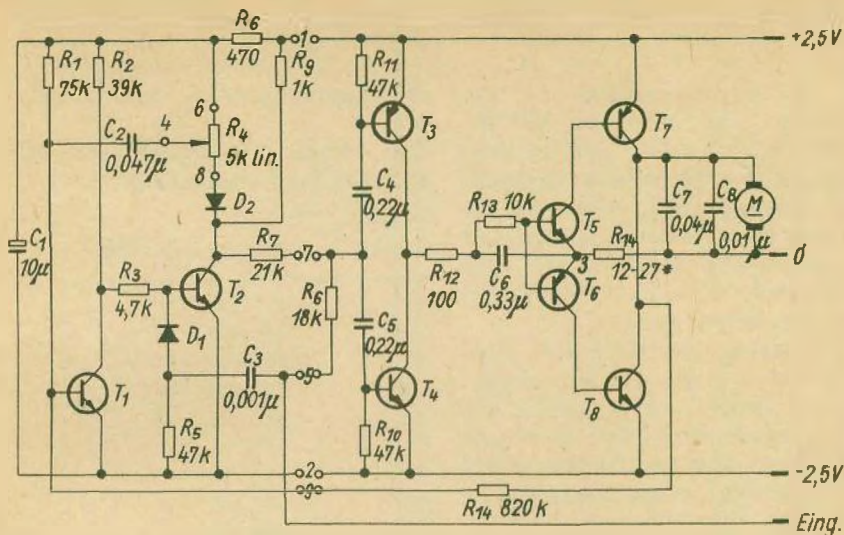 +2,5V
R6
470
1
R1
75k
R2
39k
R9
1k
R11
47k
6
4
C2
0,047µ
R4
5k lin.
8
D2
T3
T7
C4
0,22µ
R13 10k
T5
C7
0,04µ
C8
0,01µ
M
C1
10µ
R3
4,7k
T2
R7
21k
7
R6
18k
R12
100
C6
0,33µ
3
T6
R14
12-27*
0
D1
C3
0,001µ
5
C5
0,22µ
T1
T4
T8
R5
47k
R10
47k
2
9
-2,5V
R14 820k
Eing.